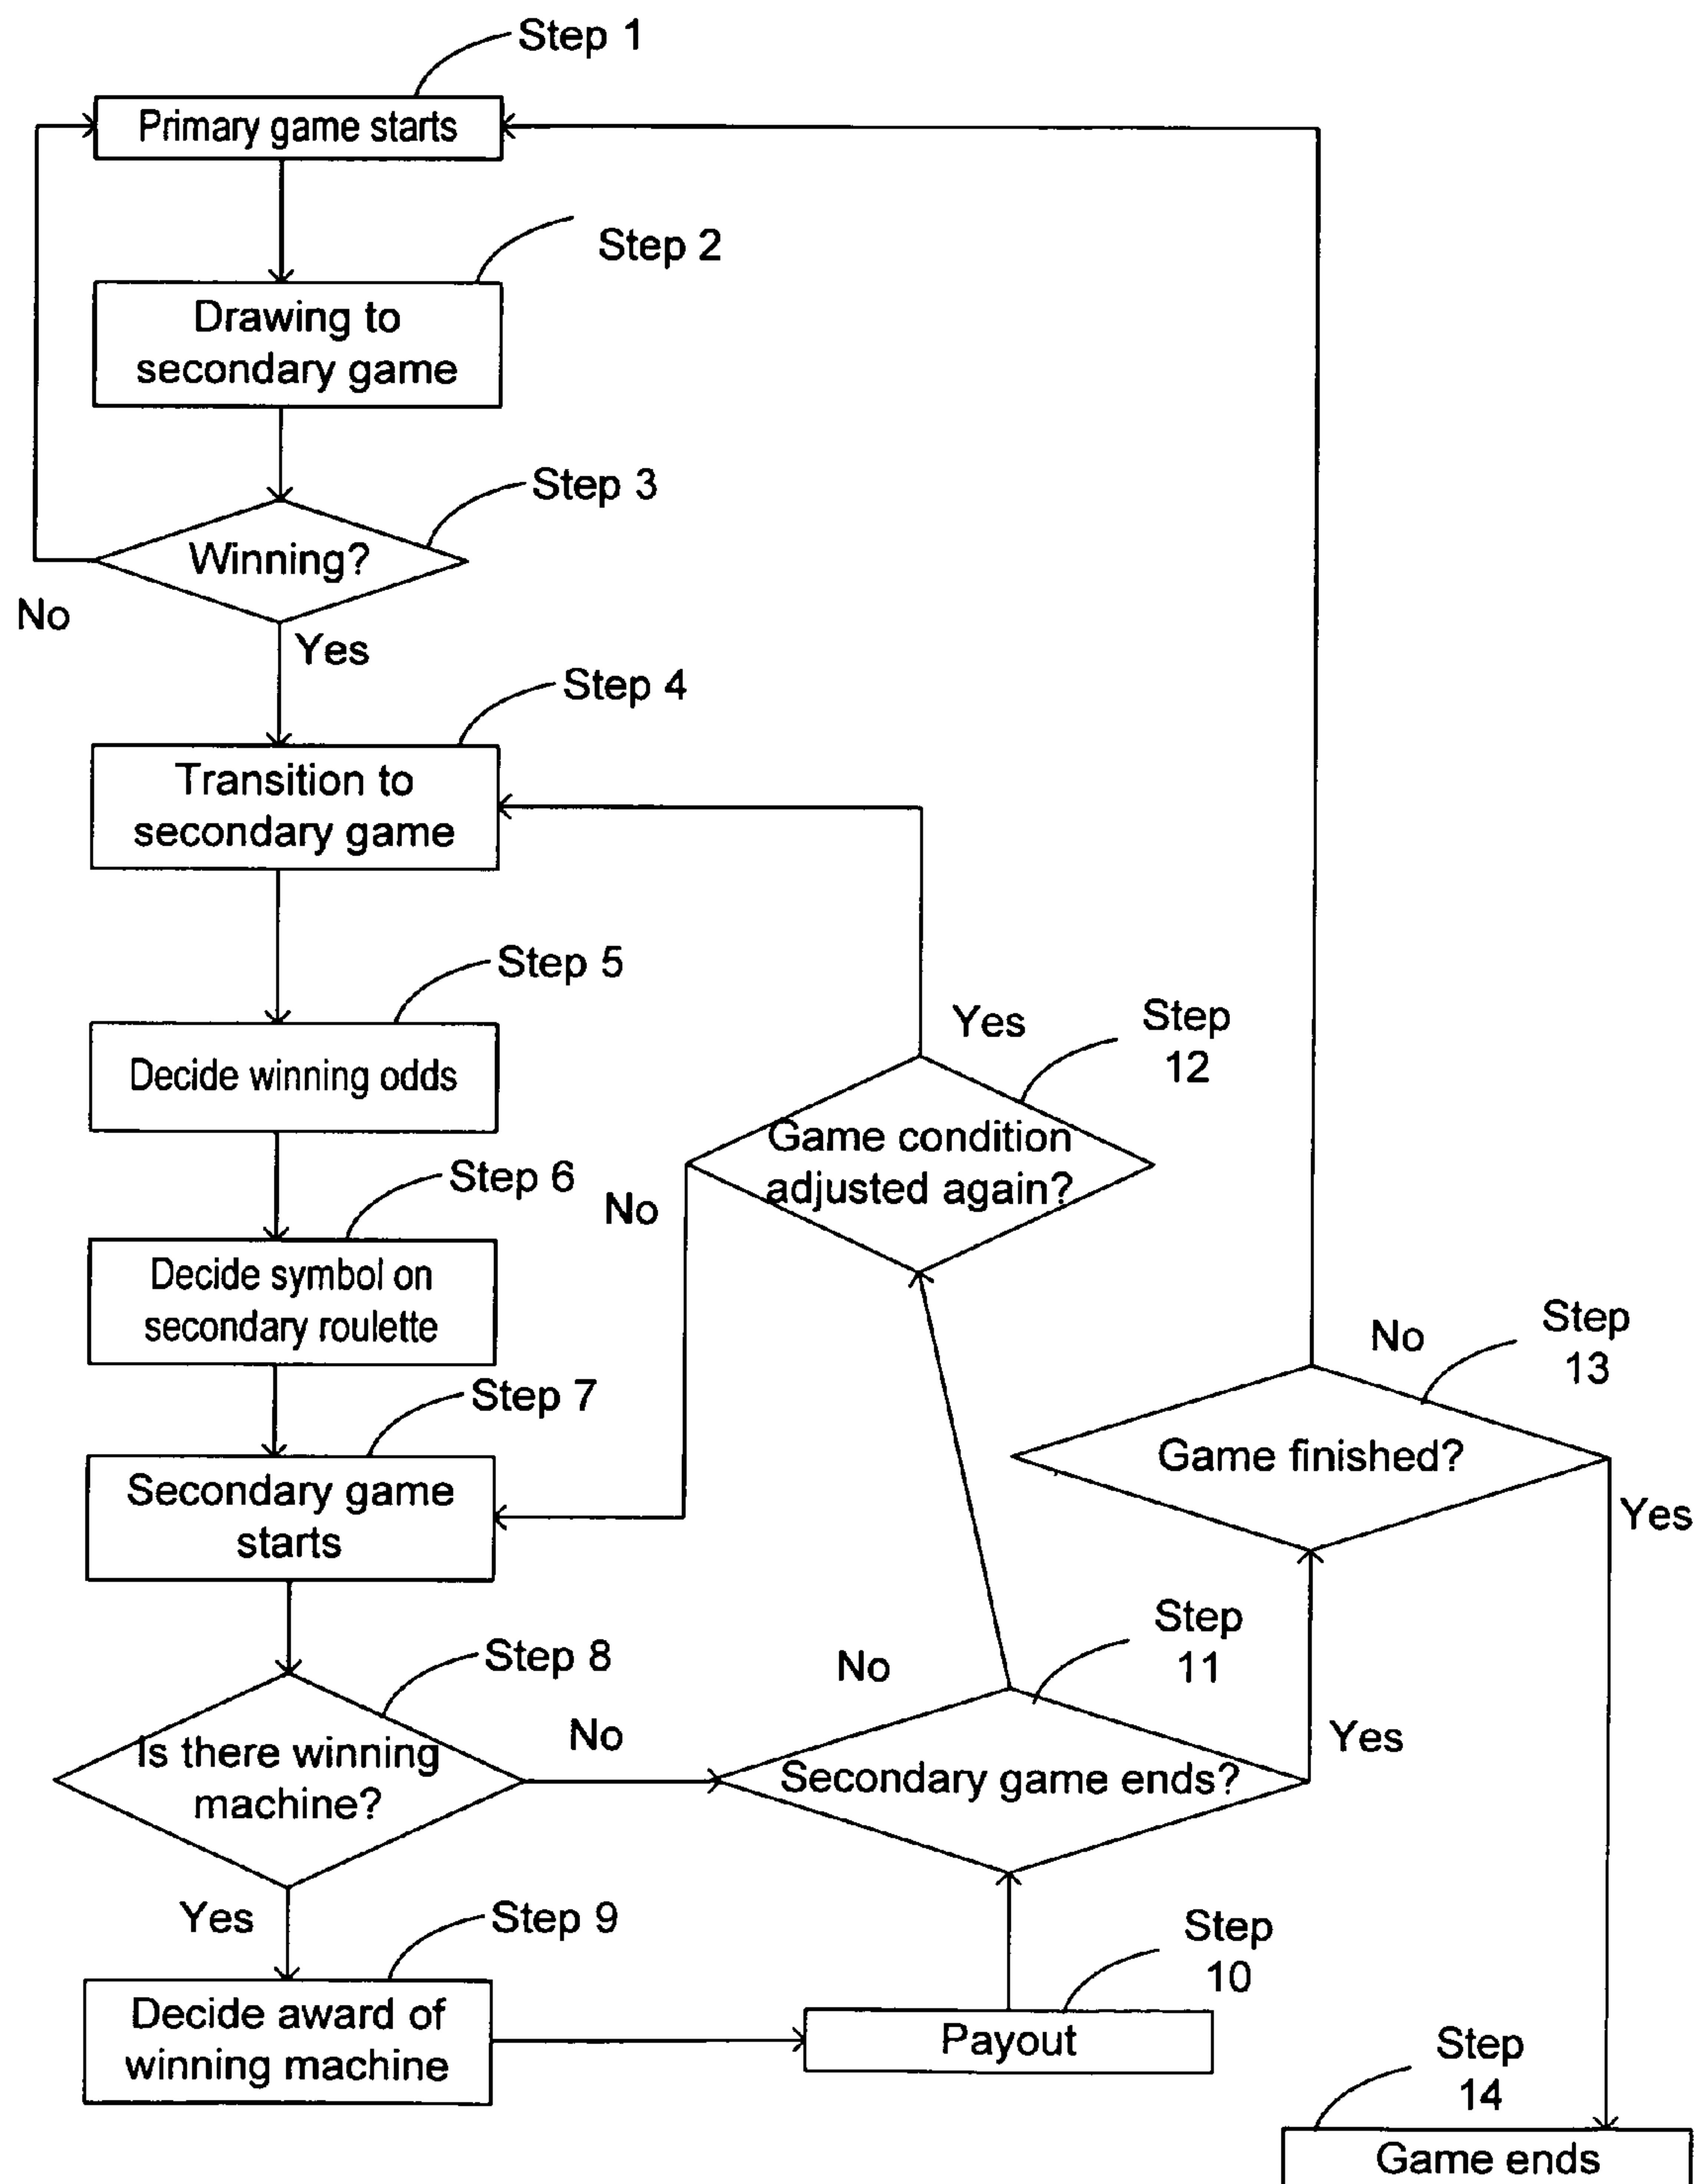 Step 1
Primary game starts
Step 2
Drawing to
secondary game
Step 3
Winning?
No
Yes
Step 4
Transition to
secondary game
Step 5
Decide winning odds
Yes
Step
12
Game condition
adjusted again?
No
Step 6
Decide symbol on
secondary roulette
Step 7
Secondary game
starts
No
Step
13
Game finished?
Yes
Step 8
Is there winning
machine?
No
Step
11
No
Secondary game ends?
Yes
Yes
Step 9
Decide award of
winning machine
Step
10
Payout
Step
14
Game ends